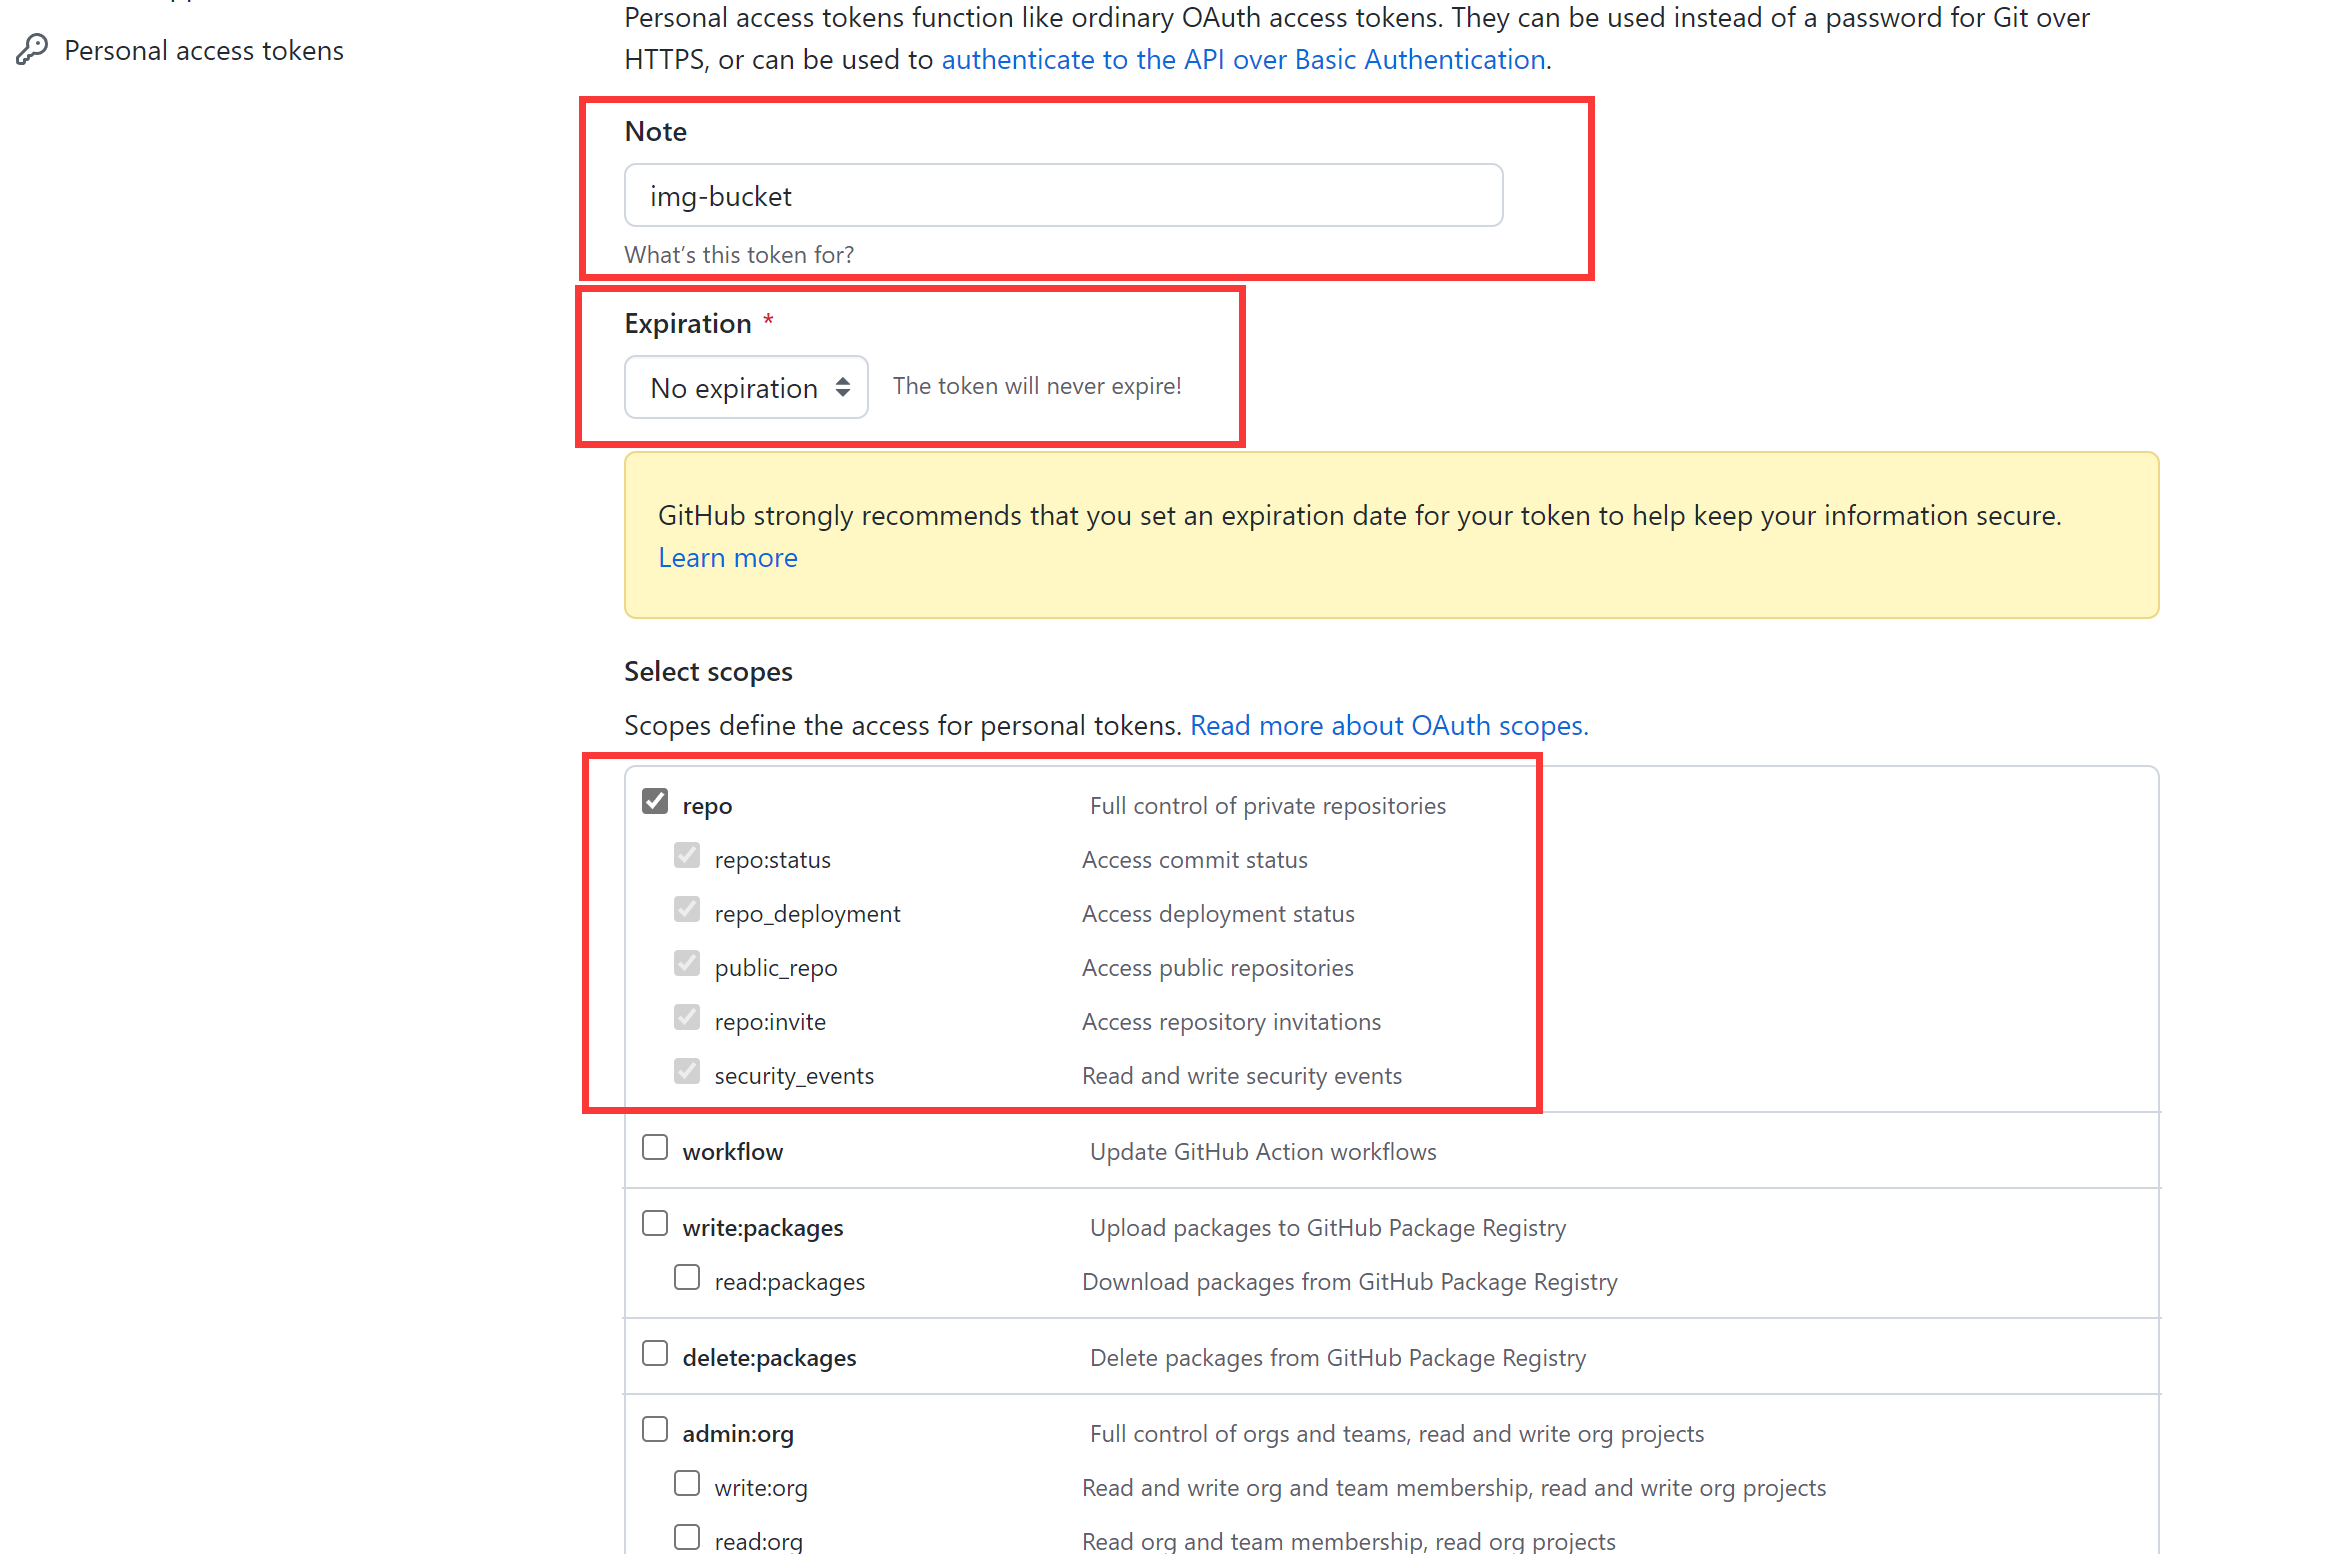 Personal access tokens
Personal access tokens function like ordinary OAuth access tokens. They can be used instead of a password for Git over
HTTPS, or can be used to authenticate to the API over Basic Authentication.
Note
img-bucket
What's this token for?
Expiration *
No expiration The token will never expire!
GitHub strongly recommends that you set an expiration date for your token to help keep your information secure.
Learn more
Select scopes
Scopes define the access for personal tokens. Read more about OAuth scopes.
repo Full control of private repositories
repo:status Access commit status
repo_deployment Access deployment status
public_repo Access public repositories
repo:invite Access repository invitations
security_events Read and write security events
workflow Update GitHub Action workflows
write:packages Upload packages to GitHub Package Registry
read:packages Download packages from GitHub Package Registry
delete:packages Delete packages from GitHub Package Registry
admin:org Full control of orgs and teams, read and write org projects
write:org Read and write org and team membership, read and write org projects
read:org Read org and team membership, read org projects